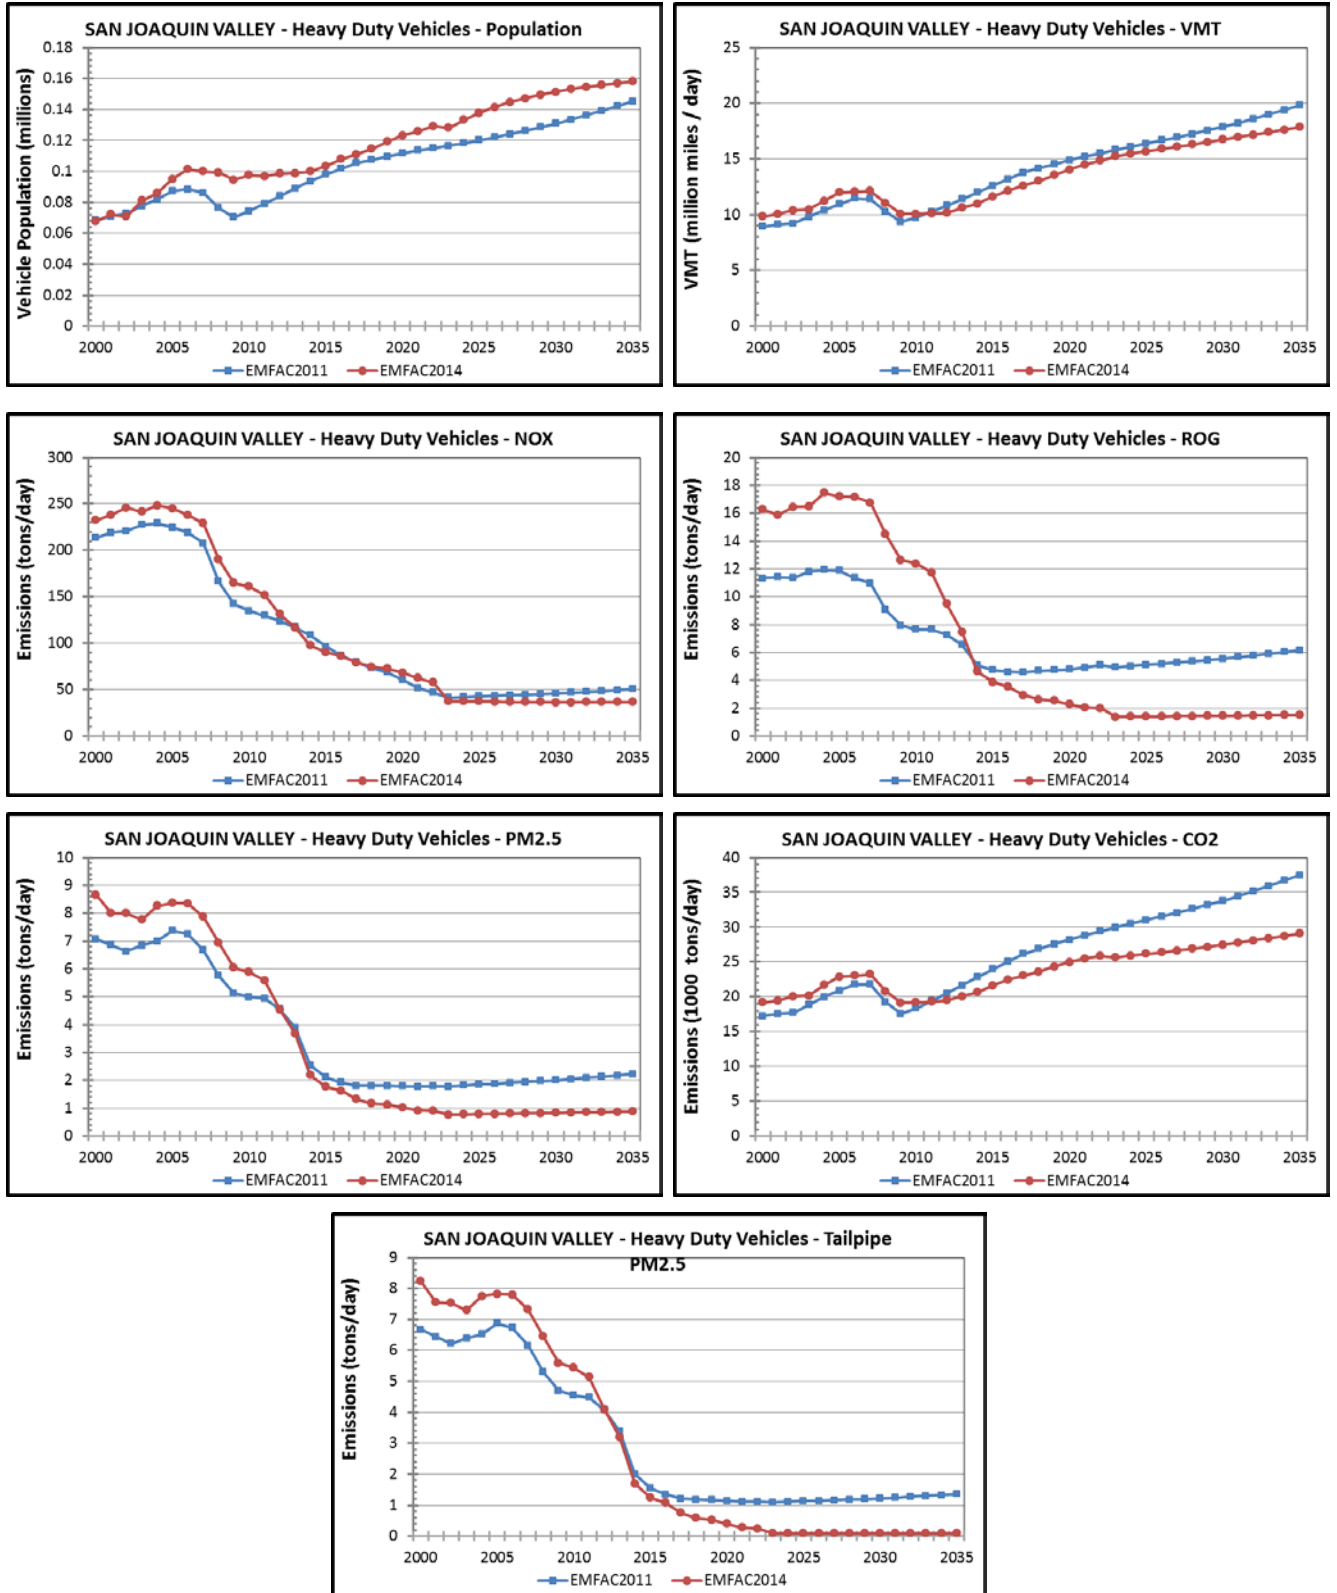 SAN JOAQUIN VALLEY - Heavy Duty Vehicles - Population
Vehicle Population (millions)
0.18
0.16
0.14
0.12
0.1
0.08
0.06
0.04
0.02
0
2000 2005 2010 2015 2020 2025 2030 2035
EMFAC2011 EMFAC2014
SAN JOAQUIN VALLEY - Heavy Duty Vehicles - VMT
VMT (million miles / day)
25
20
15
10
5
0
2000 2005 2010 2015 2020 2025 2030 2035
EMFAC2011 EMFAC2014
SAN JOAQUIN VALLEY - Heavy Duty Vehicles - NOX
Emissions (tons/day)
300
250
200
150
100
50
0
2000 2005 2010 2015 2020 2025 2030 2035
EMFAC2011 EMFAC2014
SAN JOAQUIN VALLEY - Heavy Duty Vehicles - ROG
Emissions (tons/day)
20
18
16
14
12
10
8
6
4
2
0
2000 2005 2010 2015 2020 2025 2030 2035
EMFAC2011 EMFAC2014
SAN JOAQUIN VALLEY - Heavy Duty Vehicles - PM2.5
Emissions (tons/day)
10
9
8
7
6
5
4
3
2
1
0
2000 2005 2010 2015 2020 2025 2030 2035
EMFAC2011 EMFAC2014
SAN JOAQUIN VALLEY - Heavy Duty Vehicles - CO2
Emissions (1000 tons/day)
40
35
30
25
20
15
10
5
0
2000 2005 2010 2015 2020 2025 2030 2035
EMFAC2011 EMFAC2014
SAN JOAQUIN VALLEY - Heavy Duty Vehicles - Tailpipe
PM2.5
Emissions (tons/day)
9
8
7
6
5
4
3
2
1
0
2000 2005 2010 2015 2020 2025 2030 2035
EMFAC2011 EMFAC2014